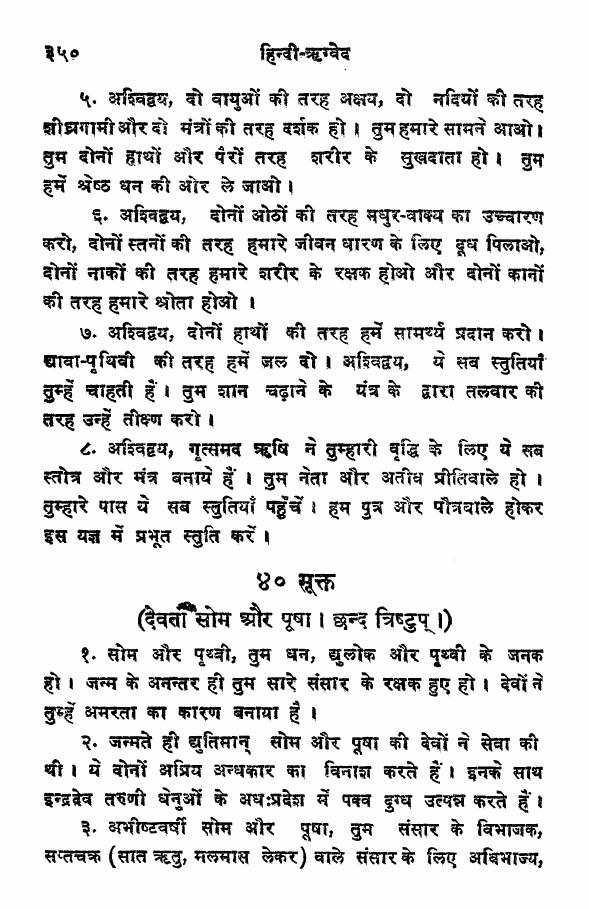 ३५० हिन्दी-ऋग्वेद
५. अश्विद्वय, दो वायुओं की तरह अक्षय, दो नदियों की तरह
शीघ्रगामी और दो मंत्रों की तरह दर्शक हो। तुम हमारे सामने आओ।
तुम दोनों हाथों और पैरों तरह शरीर के सुखदाता हो। तुम
हमें श्रेष्ठ धन की ओर ले जाओ।
६. अश्विद्वय, दोनों ओठों की तरह मधुर-वाक्य का उच्चारण
करो, दोनों स्तनों की तरह हमारे जीवन धारण के लिए दूध पिलाओ,
दोनों नाकों की तरह हमारे शरीर के रक्षक होओ और दोनों कानों
की तरह हमारे श्रोता होओ।
७. अश्विद्वय, दोनों हाथों की तरह हमें सामर्थ्य प्रदान करो।
द्यावा-पृथिवी की तरह हमें जल दो। अश्विद्वय, ये सब स्तुतियाँ
तुम्हें चाहती हैं। तुम शान चढ़ाने के यंत्र के द्वारा तलवार की
तरह उन्हें तीक्ष्ण करो।
८. अश्विद्वय, गृत्समद ऋषि ने तुम्हारी वृद्धि के लिए ये सब
स्तोत्र और मंत्र बनाये हैं। तुम नेता और अतीध प्रीतिवाले हो।
तुम्हारे पास ये सब स्तुतियाँ पहुँचें। हम पुत्र और पौत्रवाले होकर
इस यज्ञ में प्रभूत स्तुति करें।
४० सूक्त
(देवता सोम और पूषा। छन्द त्रिष्टुप्।)
१. सोम और पृथ्वी, तुम धन, द्युलोक और पृथ्वी के जनक
हो। जन्म के अनन्तर ही तुम सारे संसार के रक्षक हुए हो। देवों ने
तुम्हें अमरता का कारण बनाया है।
२. जन्मते ही द्युतिमान् सोम और पूषा की देवों ने सेवा की
थी। ये दोनों अप्रिय अन्धकार का विनाश करते हैं। इनके साथ
इन्द्रदेव तरुणी धेनुओं के अधःप्रदेश में पक्व दुग्ध उत्पन्न करते हैं।
३. अभीष्टवर्षी सोम और पूषा, तुम संसार के विभाजक,
सप्तचक्र (सात ऋतु, मलमास लेकर) वाले संसार के लिए अविभाज्य,